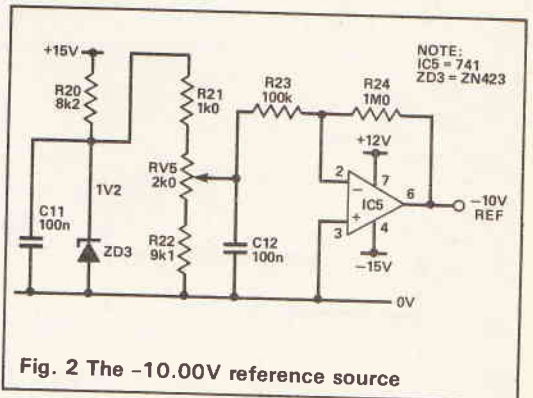 +15V
NOTE:
IC5 = 741
ZD3 = ZN423
R20
8k2
R21
1k0
R23
100k
R24
1M0
+12V
1V2
RV5
2k0
2
7
6
−
IC5
+
3
4
−10V
REF
C11
100n
ZD3
R22
9k1
C12
100n
−15V
0V
Fig. 2 The −10.00V reference source